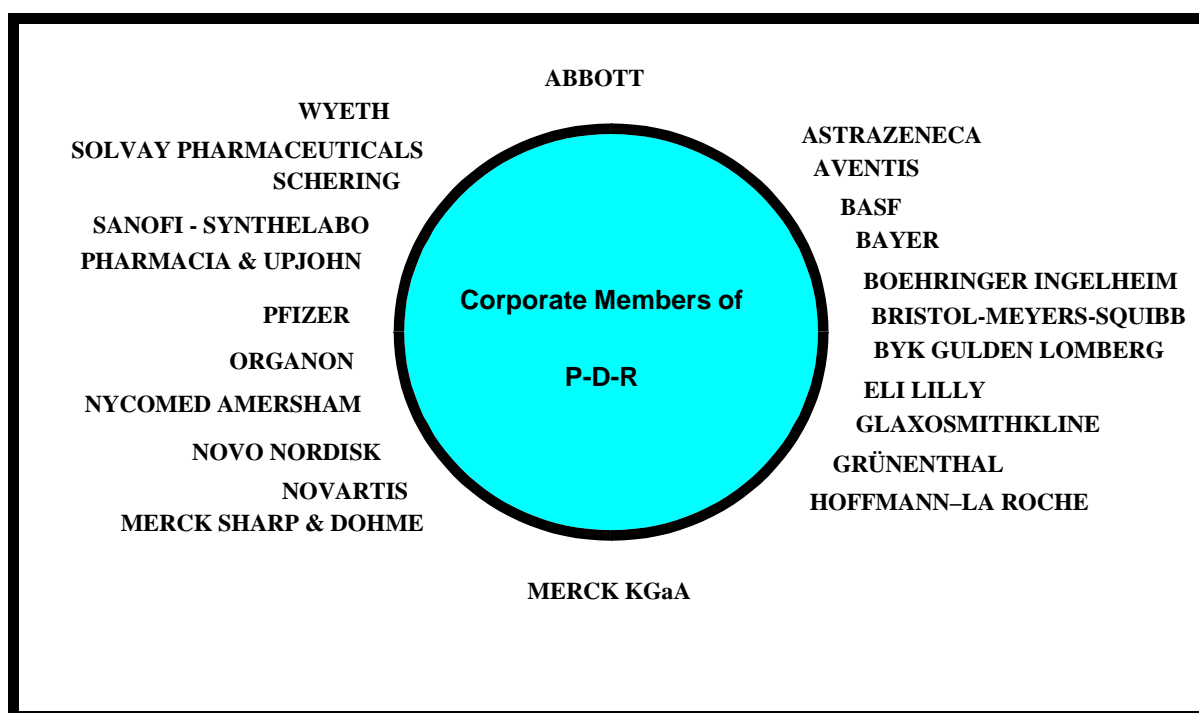 ABBOTT
WYETH
SOLVAY PHARMACEUTICALS
SCHERING
SANOFI - SYNTHELABO
PHARMACIA & UPJOHN
PFIZER
ORGANON
NYCOMED AMERSHAM
NOVO NORDISK
NOVARTIS
MERCK SHARP & DOHME
Corporate Members of
P-D-R
ASTRAZENECA
AVENTIS
BASF
BAYER
BOEHRINGER INGELHEIM
BRISTOL-MEYERS-SQUIBB
BYK GULDEN LOMBERG
ELI LILLY
GLAXOSMITHKLINE
GRÜNENTHAL
HOFFMANN–LA ROCHE
MERCK KGaA